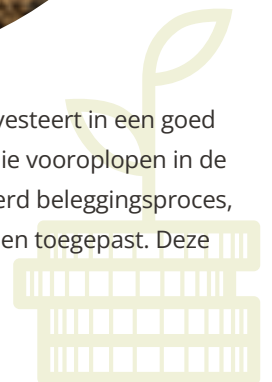 vesteert in een goed
ie vooroplopen in de
erd beleggingsproces,
en toegepast. Deze